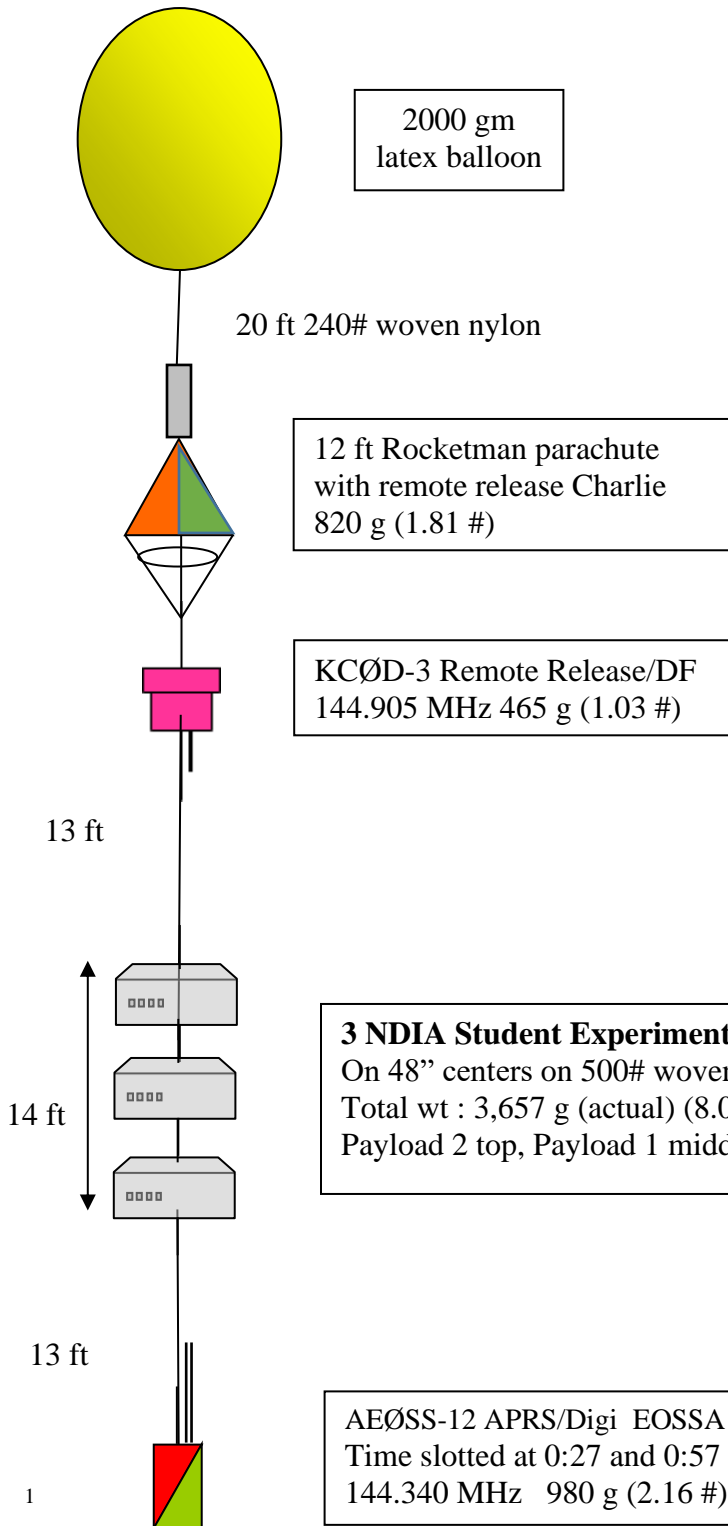 2000 gm
latex balloon
20 ft 240# woven nylon
12 ft Rocketman parachute
with remote release Charlie
820 g (1.81 #)
KCØD-3 Remote Release/DF
144.905 MHz 465 g (1.03 #)
13 ft
3 NDIA Student Experiment
On 48” centers on 500# woven
Total wt : 3,657 g (actual) (8.0
14 ft
Payload 2 top, Payload 1 midd
13 ft
AEØSS-12 APRS/Digi EOSSA
Time slotted at 0:27 and 0:57
144.340 MHz 980 g (2.16 #)
1